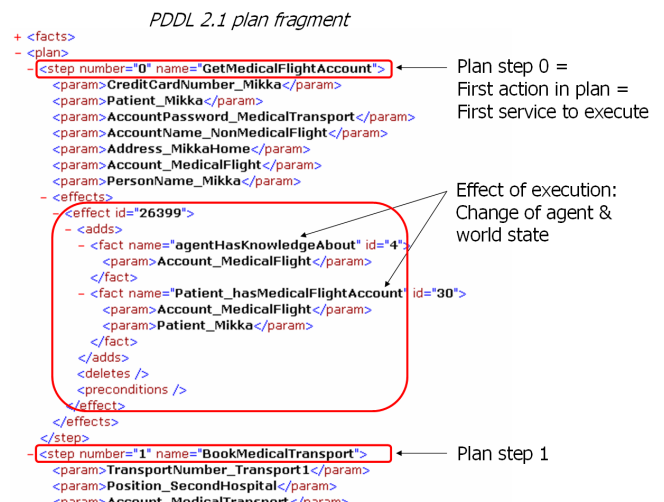 PDDL 2.1 plan fragment
+ <facts>
- <plan>
- <step number="0" name="GetMedicalFlightAccount">
<param>CreditCardNumber_Mikka</param>
<param>Patient_Mikka</param>
<param>AccountPassword_MedicalTransport</param>
<param>AccountName_NonMedicalFlight</param>
<param>Address_MikkaHome</param>
<param>Account_MedicalFlight</param>
<param>PersonName_Mikka</param>
- <effects>
- <effect id="26399">
- <adds>
- <fact name="agentHasKnowledgeAbout" id="4">
<param>Account_MedicalFlight</param>
</fact>
- <fact name="Patient_hasMedicalFlightAccount" id="30">
<param>Account_MedicalFlight</param>
<param>Patient_Mikka</param>
</fact>
</adds>
<deletes />
<preconditions />
</effect>
</effects>
</step>
- <step number="1" name="BookMedicalTransport">
<param>TransportNumber_Transport1</param>
<param>Position_SecondHospital</param>
<param>Account_MedicalTransport</param>
Plan step 0 =
First action in plan =
First service to execute
Effect of execution:
Change of agent &
world state
Plan step 1